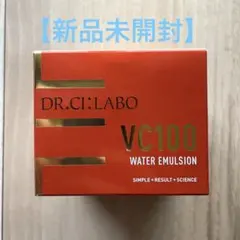 【新品未開封】
DR.CI:LABO
VC100
WATER EMULSION
SIMPLE+RESULT+SCIENCE